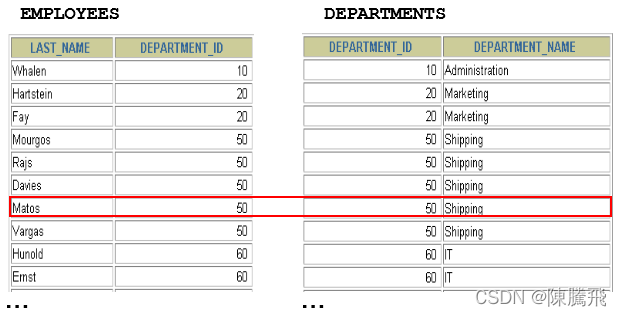 EMPLOYEES DEPARTMENTS
LAST_NAME DEPARTMENT_ID DEPARTMENT_ID DEPARTMENT_NAME
Whalen 10 10 Administration
Hartstein 20 20 Marketing
Fay 20 20 Marketing
Mourgos 50 50 Shipping
Rajs 50 50 Shipping
Davies 50 50 Shipping
Matos 50 50 Shipping
Vargas 50 50 Shipping
Hunold 60 60 IT
Ernst 60 60 IT
... ...
CSDN @陳騰飛